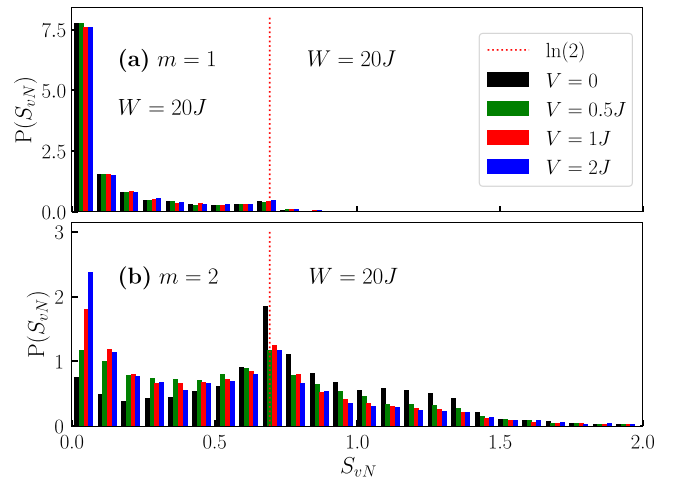 7.5
5.0
2.5
0.0
P(S_{vN})
(a) m = 1
W = 20J
W = 20J
ln(2)
V = 0
V = 0.5J
V = 1J
V = 2J
3
2
1
0
P(S_{vN})
(b) m = 2
W = 20J
0.0 0.5 1.0 1.5 2.0
S_{vN}